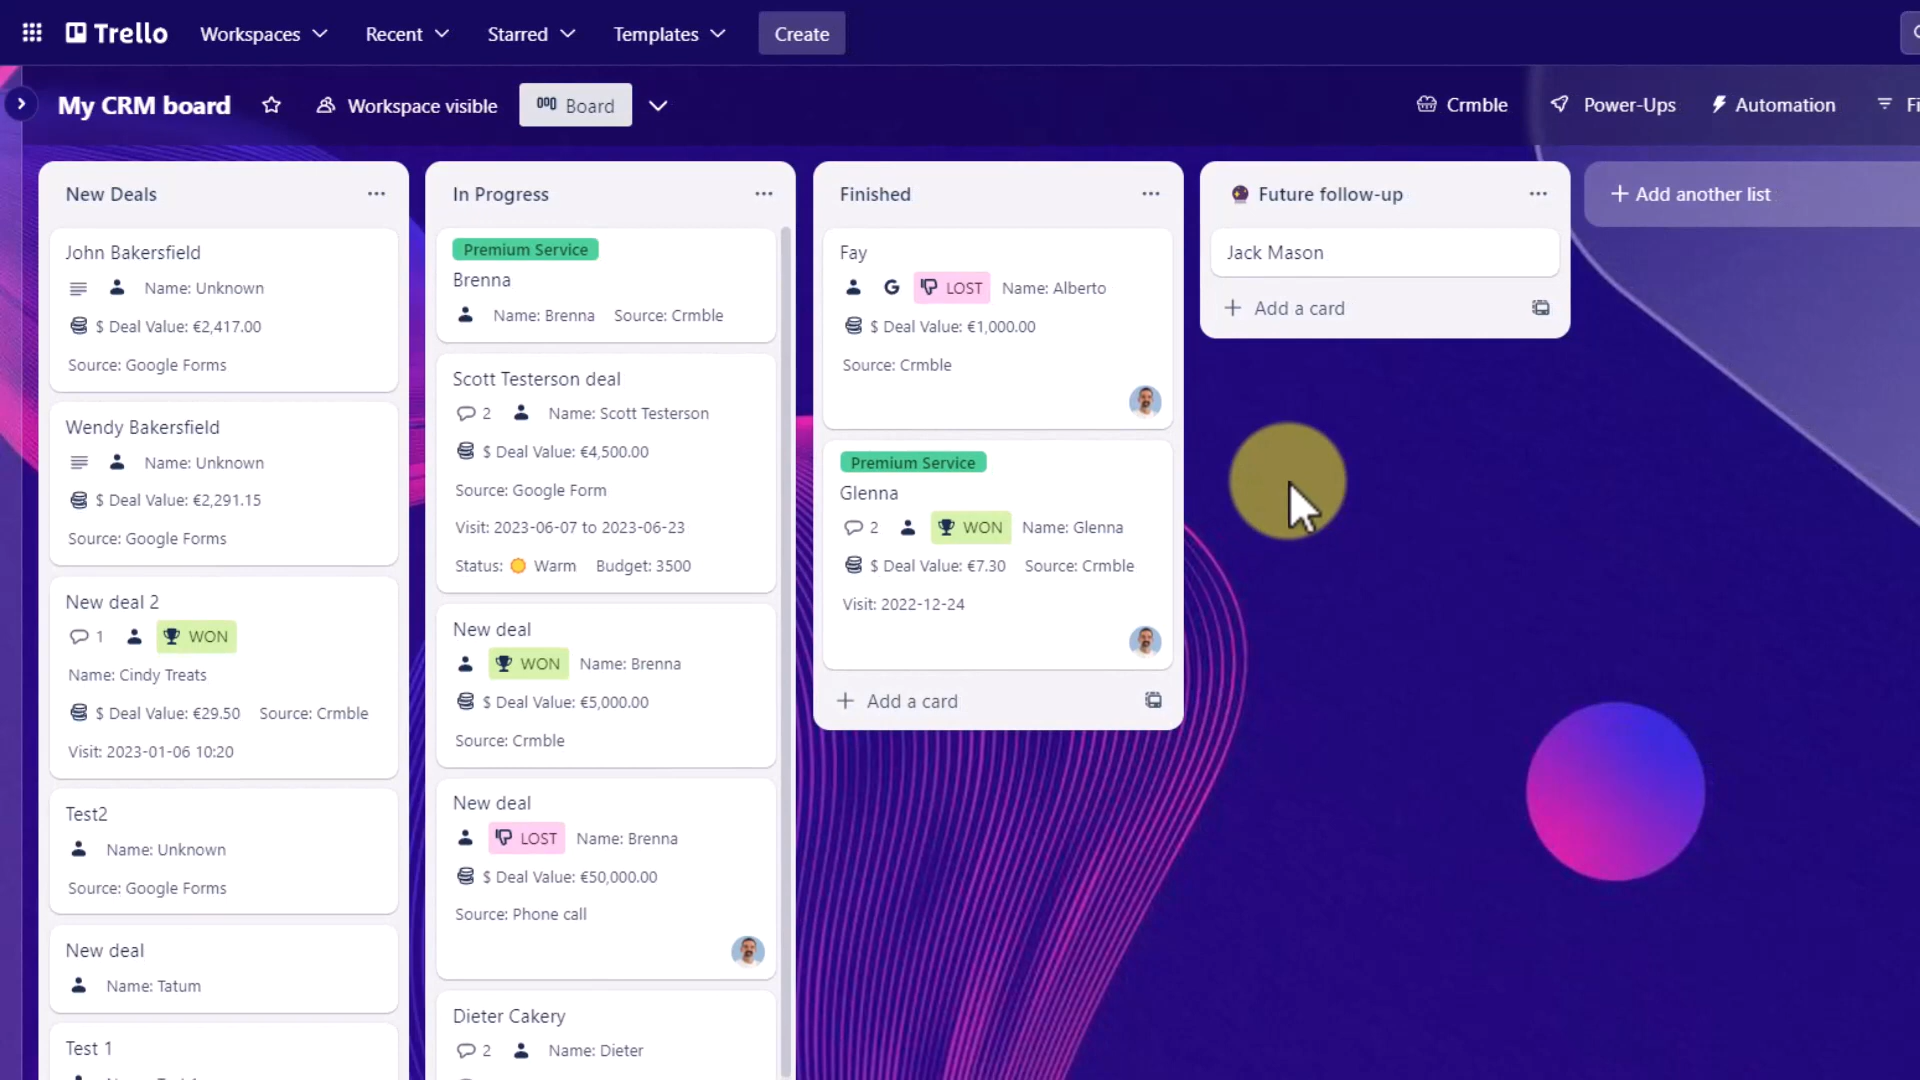 Trello
Workspaces
Recent
Starred
Templates
Create
My CRM board
Workspace visible
Board
Crmble
Power-Ups
Automation
New Deals
John Bakersfield
Name: Unknown
$ Deal Value: €2,417.00
Source: Google Forms
Wendy Bakersfield
Name: Unknown
$ Deal Value: €2,291.15
Source: Google Forms
New deal 2
1 WON
Name: Cindy Treats
$ Deal Value: €29.50 Source: Crmble
Visit: 2023-01-06 10:20
Test2
Name: Unknown
Source: Google Forms
New deal
Name: Tatum
Test 1
In Progress
Premium Service
Brenna
Name: Brenna Source: Crmble
Scott Testerson deal
2 Name: Scott Testerson
$ Deal Value: €4,500.00
Source: Google Form
Visit: 2023-06-07 to 2023-06-23
Status: Warm Budget: 3500
New deal
WON Name: Brenna
$ Deal Value: €5,000.00
Source: Crmble
New deal
LOST Name: Brenna
$ Deal Value: €50,000.00
Source: Phone call
Dieter Cakery
2 Name: Dieter
Finished
Fay
G LOST Name: Alberto
$ Deal Value: €1,000.00
Source: Crmble
Premium Service
Glenna
2 WON Name: Glenna
$ Deal Value: €7.30 Source: Crmble
Visit: 2022-12-24
+ Add a card
Future follow-up
Jack Mason
+ Add a card
+ Add another list